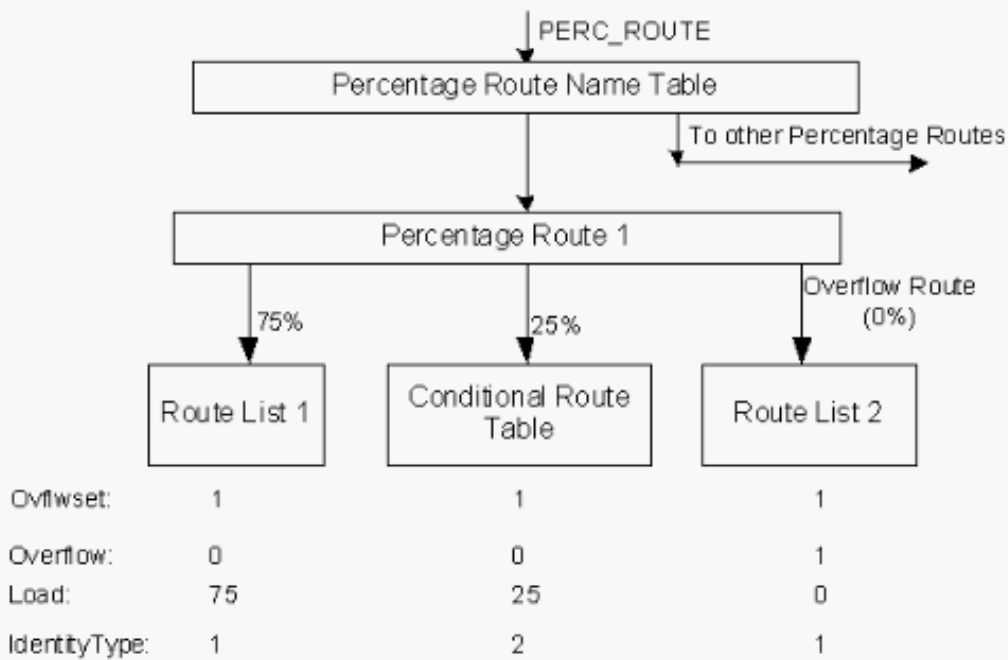 PERC_ROUTE
Percentage Route Name Table
To other Percentage Routes
Percentage Route 1
75%
25%
Overflow Route
(0%)
Route List 1
Conditional Route
Table
Route List 2
Ovflwset: 1 1 1
Overflow: 0 0 1
Load: 75 25 0
IdentityType: 1 2 1